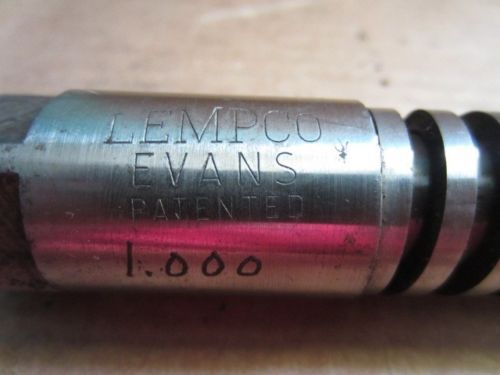 LEMPCO
EVANS
PATENTED
1.000